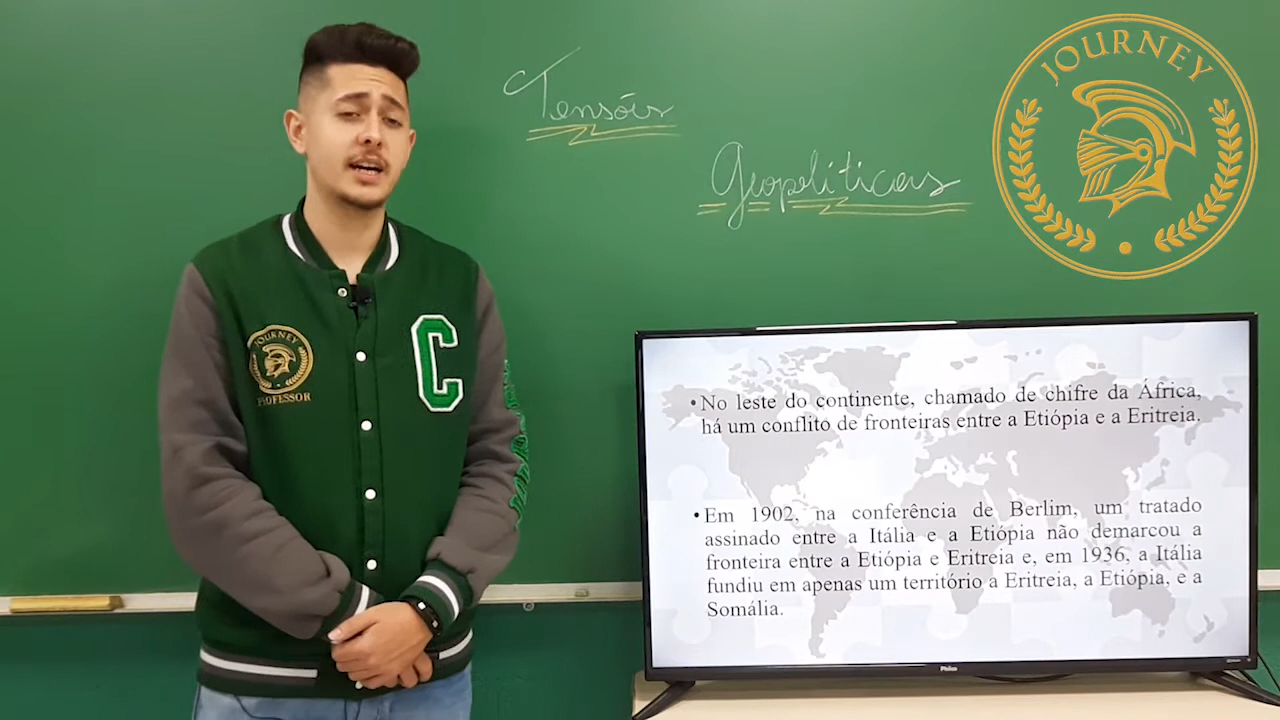 Tensões
Geopolíticas
JOURNEY
JOURNEY
PROFESSOR
C
•No leste do continente, chamado de chifre da África,
há um conflito de fronteiras entre a Etiópia e a Eritreia.
•Em 1902, na conferência de Berlim, um tratado
assinado entre a Itália e a Etiópia não demarcou a
fronteira entre a Etiópia e Eritreia e, em 1936, a Itália
fundiu em apenas um território a Eritreia, a Etiópia, e a
Somália.
Philco